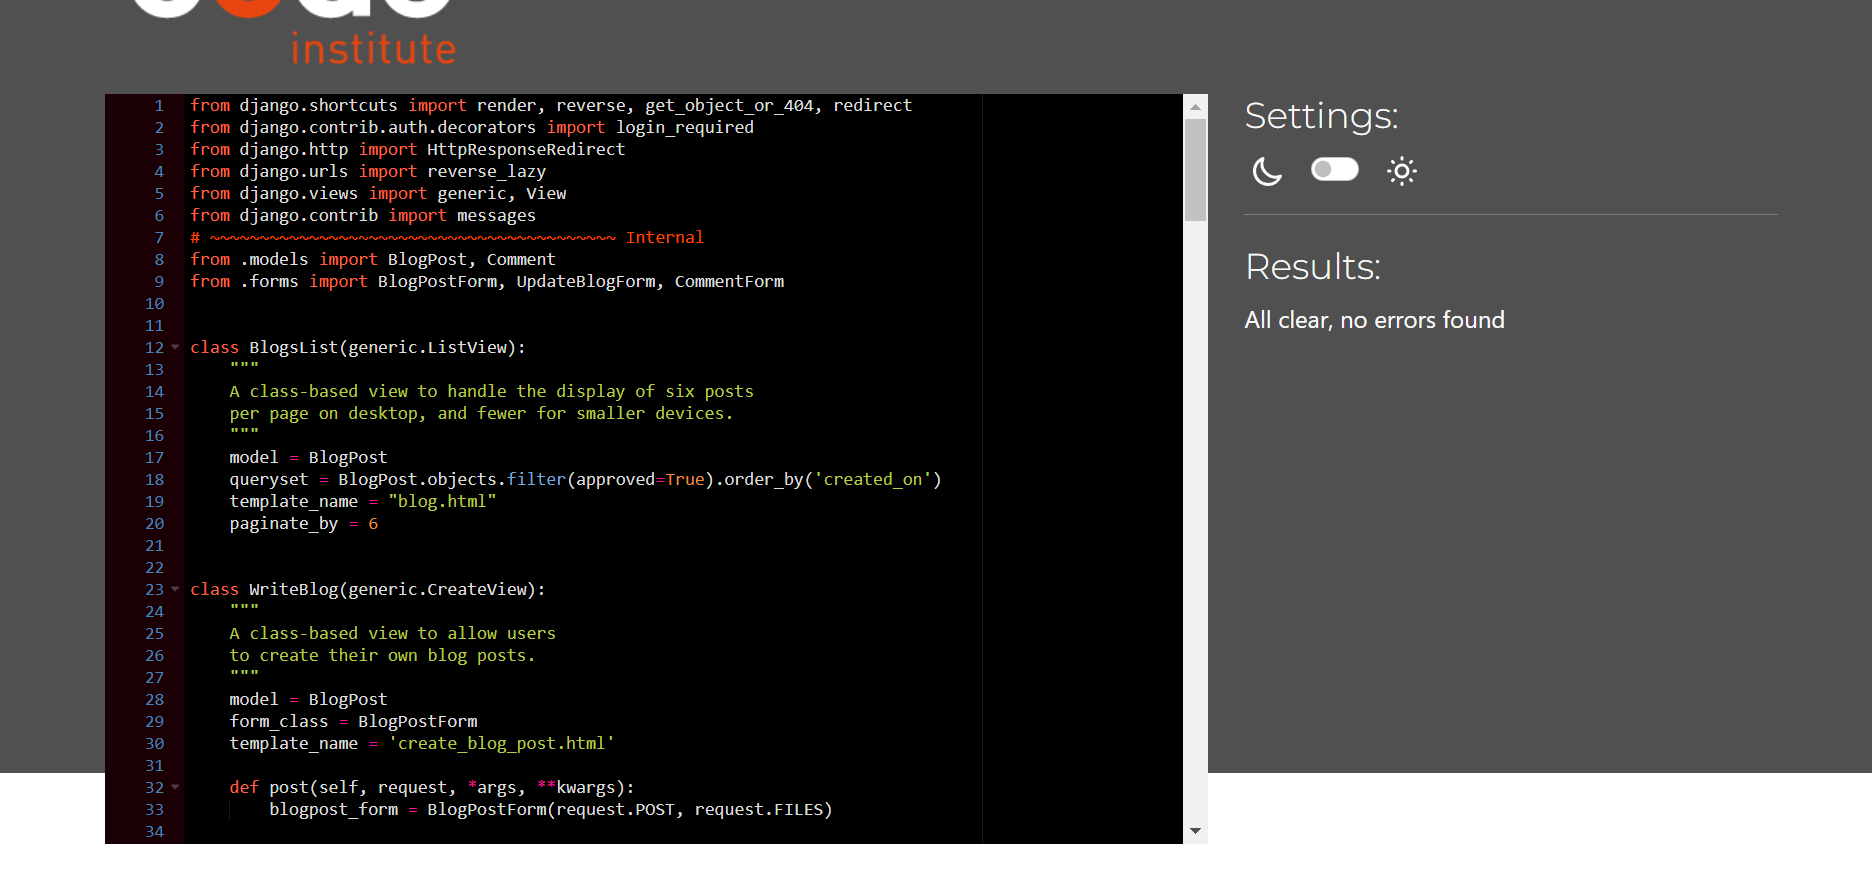 institute
1 from django.shortcuts import render, reverse, get_object_or_404, redirect
2 from django.contrib.auth.decorators import login_required
3 from django.http import HttpResponseRedirect
4 from django.urls import reverse_lazy
5 from django.views import generic, View
6 from django.contrib import messages
7 # ~~~~~~~~~~~~~~~~~~~~~~~~~~~~~~~~~~~~~~~~~ Internal
8 from .models import BlogPost, Comment
9 from .forms import BlogPostForm, UpdateBlogForm, CommentForm
10
11
12 class BlogsList(generic.ListView):
13     """
14     A class-based view to handle the display of six posts
15     per page on desktop, and fewer for smaller devices.
16     """
17     model = BlogPost
18     queryset = BlogPost.objects.filter(approved=True).order_by('created_on')
19     template_name = "blog.html"
20     paginate_by = 6
21
22
23 class WriteBlog(generic.CreateView):
24     """
25     A class-based view to allow users
26     to create their own blog posts.
27     """
28     model = BlogPost
29     form_class = BlogPostForm
30     template_name = 'create_blog_post.html'
31
32     def post(self, request, *args, **kwargs):
33         blogpost_form = BlogPostForm(request.POST, request.FILES)
34
Settings:
Results:
All clear, no errors found